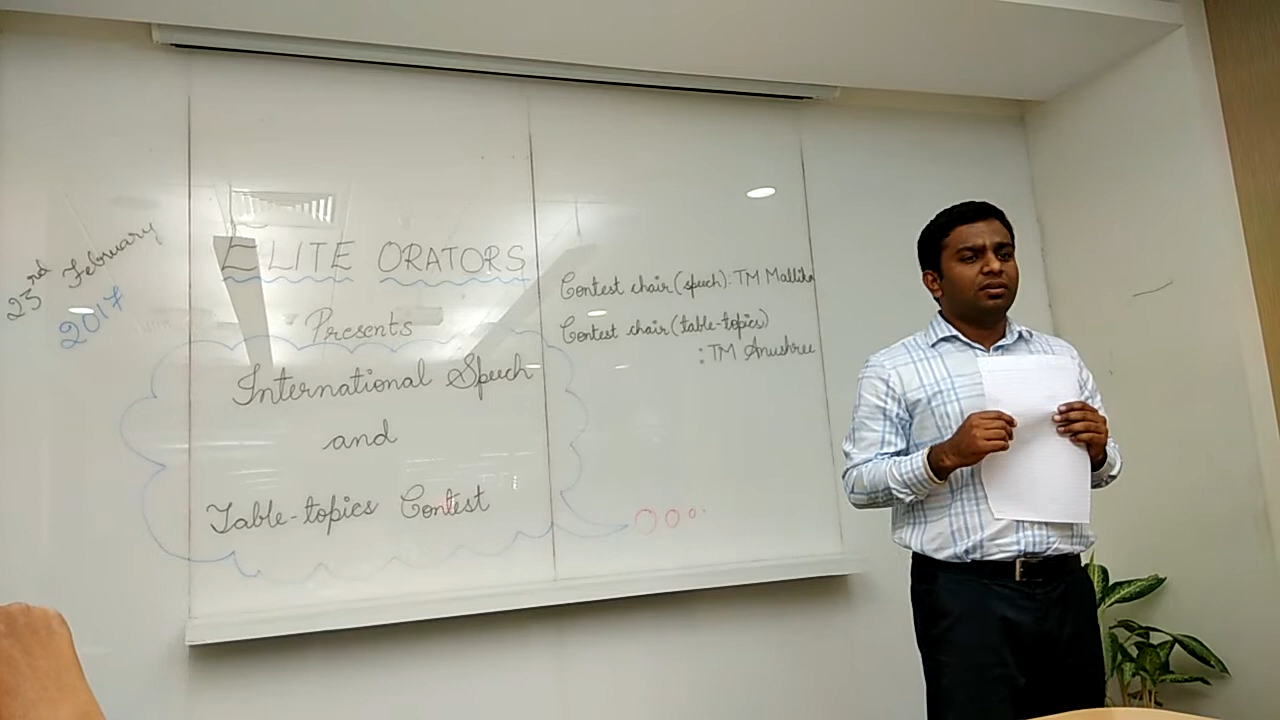 23rd February
2017
ELITE ORATORS
Presents
International Speech
and
Table-topics Contest
Contest chair (speech): TM Mallika
Contest chair (table-topics)
: TM Anushree